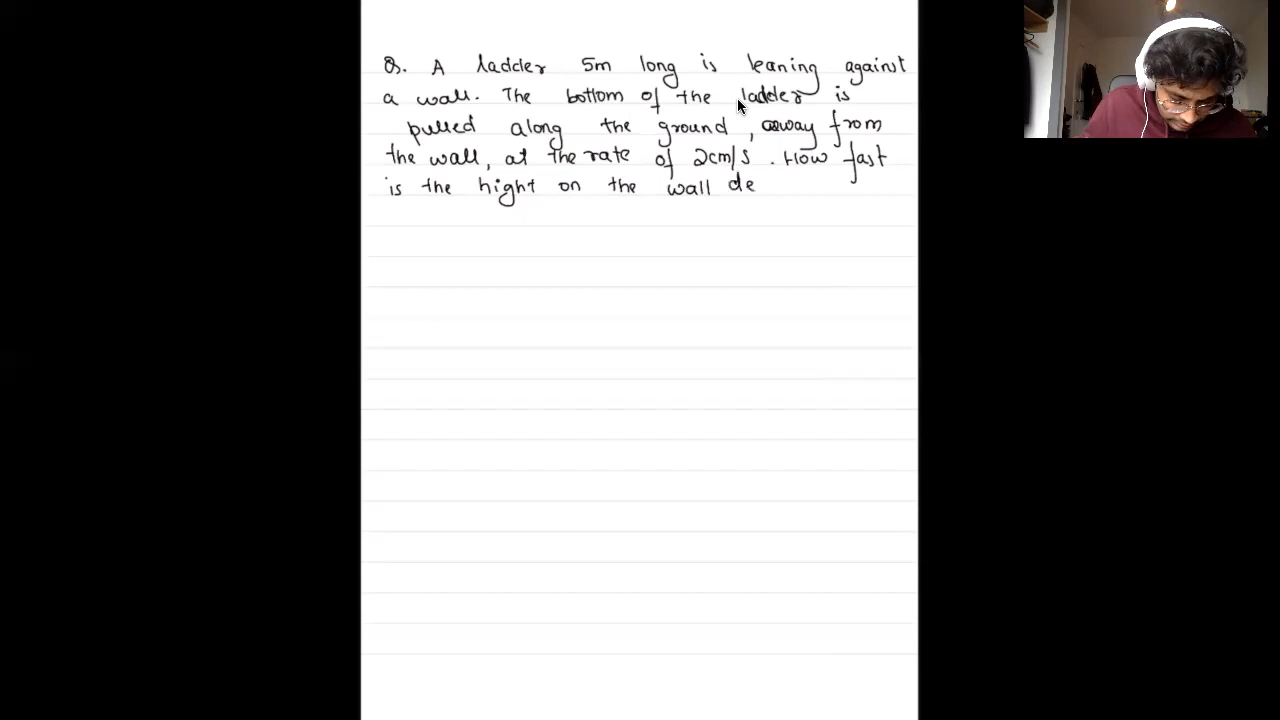 Q. A ladder 5m long is leaning against
a wall. The bottom of the ladder is
pulled along the ground, away from
the wall, at the rate of 2cm/s. How fast
is the hight on the wall de